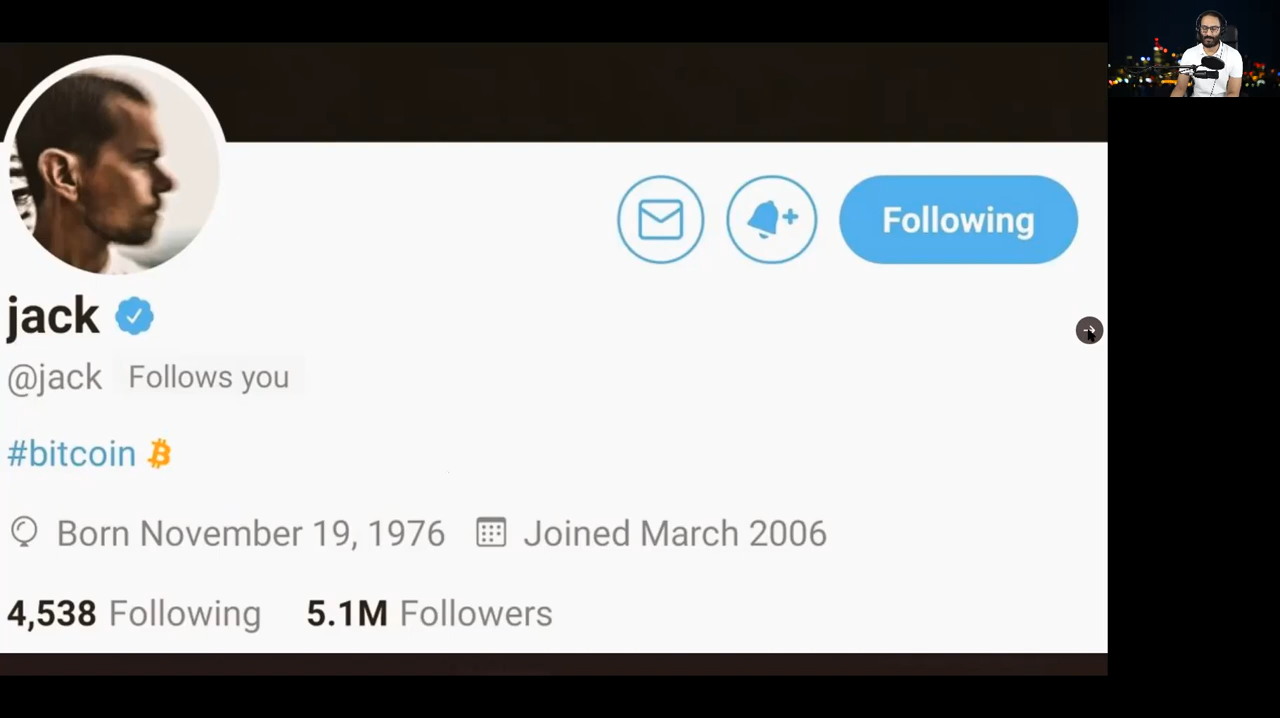 Following
jack
@jack Follows you
#bitcoin
Born November 19, 1976 Joined March 2006
4,538 Following 5.1M Followers